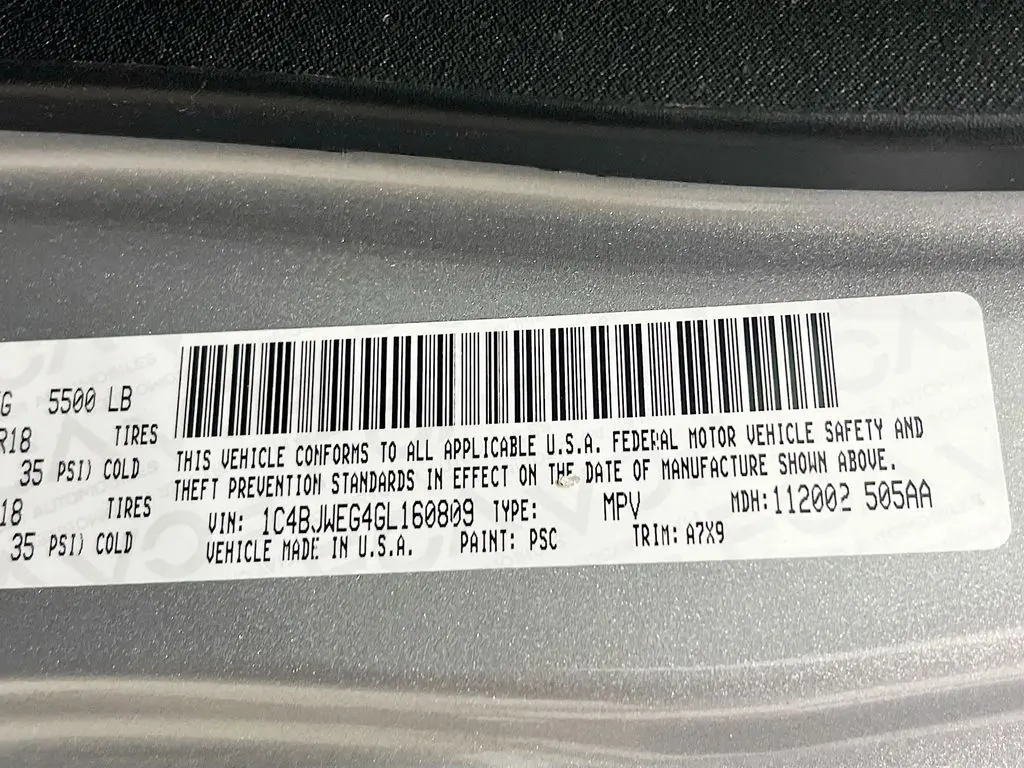 G 5500 LB
R18 TIRES
35 PSI) COLD
18 TIRES
35 PSI) COLD
THIS VEHICLE CONFORMS TO ALL APPLICABLE U.S.A. FEDERAL MOTOR VEHICLE SAFETY AND
THEFT PREVENTION STANDARDS IN EFFECT ON THE DATE OF MANUFACTURE SHOWN ABOVE.
VIN: 1C4BJWEG4GL160809 TYPE: MPV MDH:112002 505AA
VEHICLE MADE IN U.S.A. PAINT: PSC TRIM: A7X9